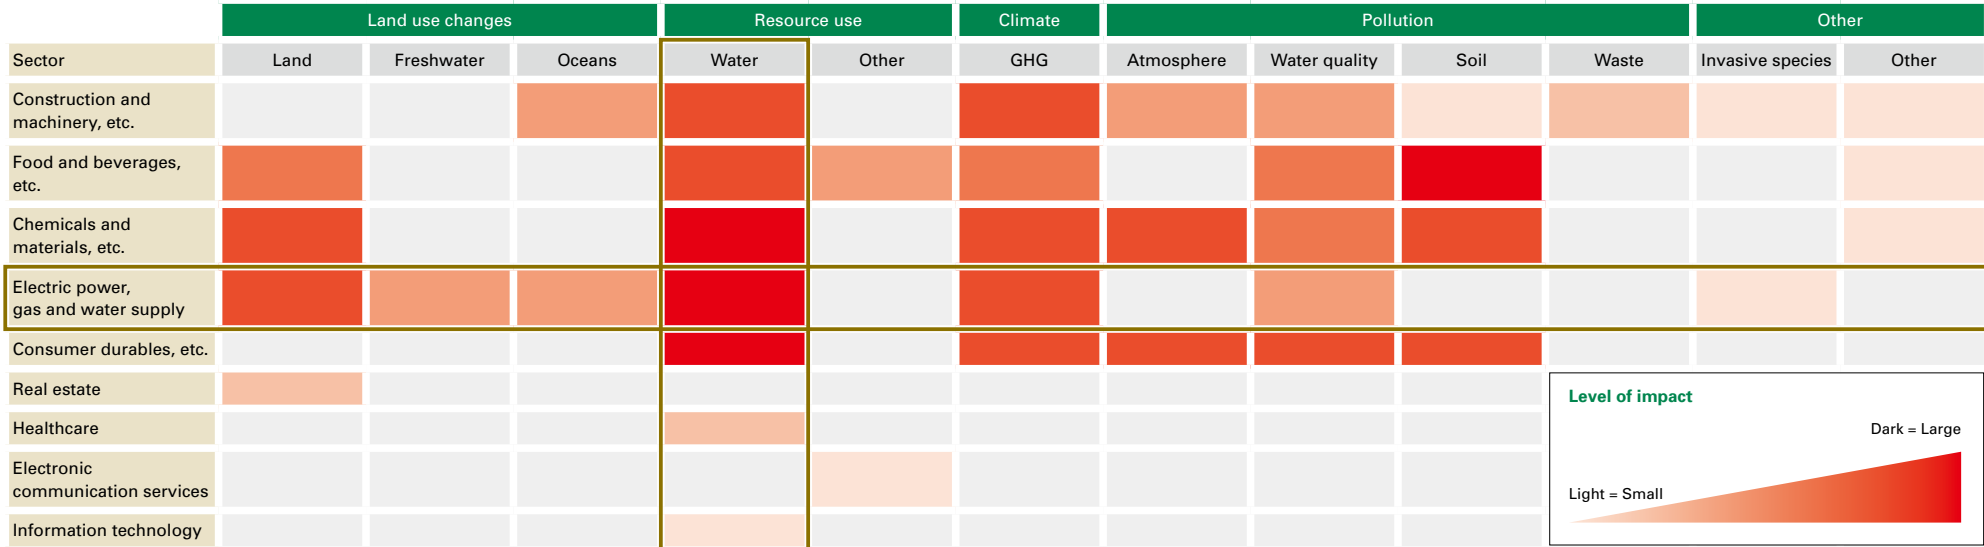 Land use changes
Resource use
Climate
Pollution
Other
Sector
Land
Freshwater
Oceans
Water
Other
GHG
Atmosphere
Water quality
Soil
Waste
Invasive species
Other
Construction and
machinery, etc.
Food and beverages,
etc.
Chemicals and
materials, etc.
Electric power,
gas and water supply
Consumer durables, etc.
Real estate
Healthcare
Electronic
communication services
Information technology
Level of impact
Dark = Large
Light = Small